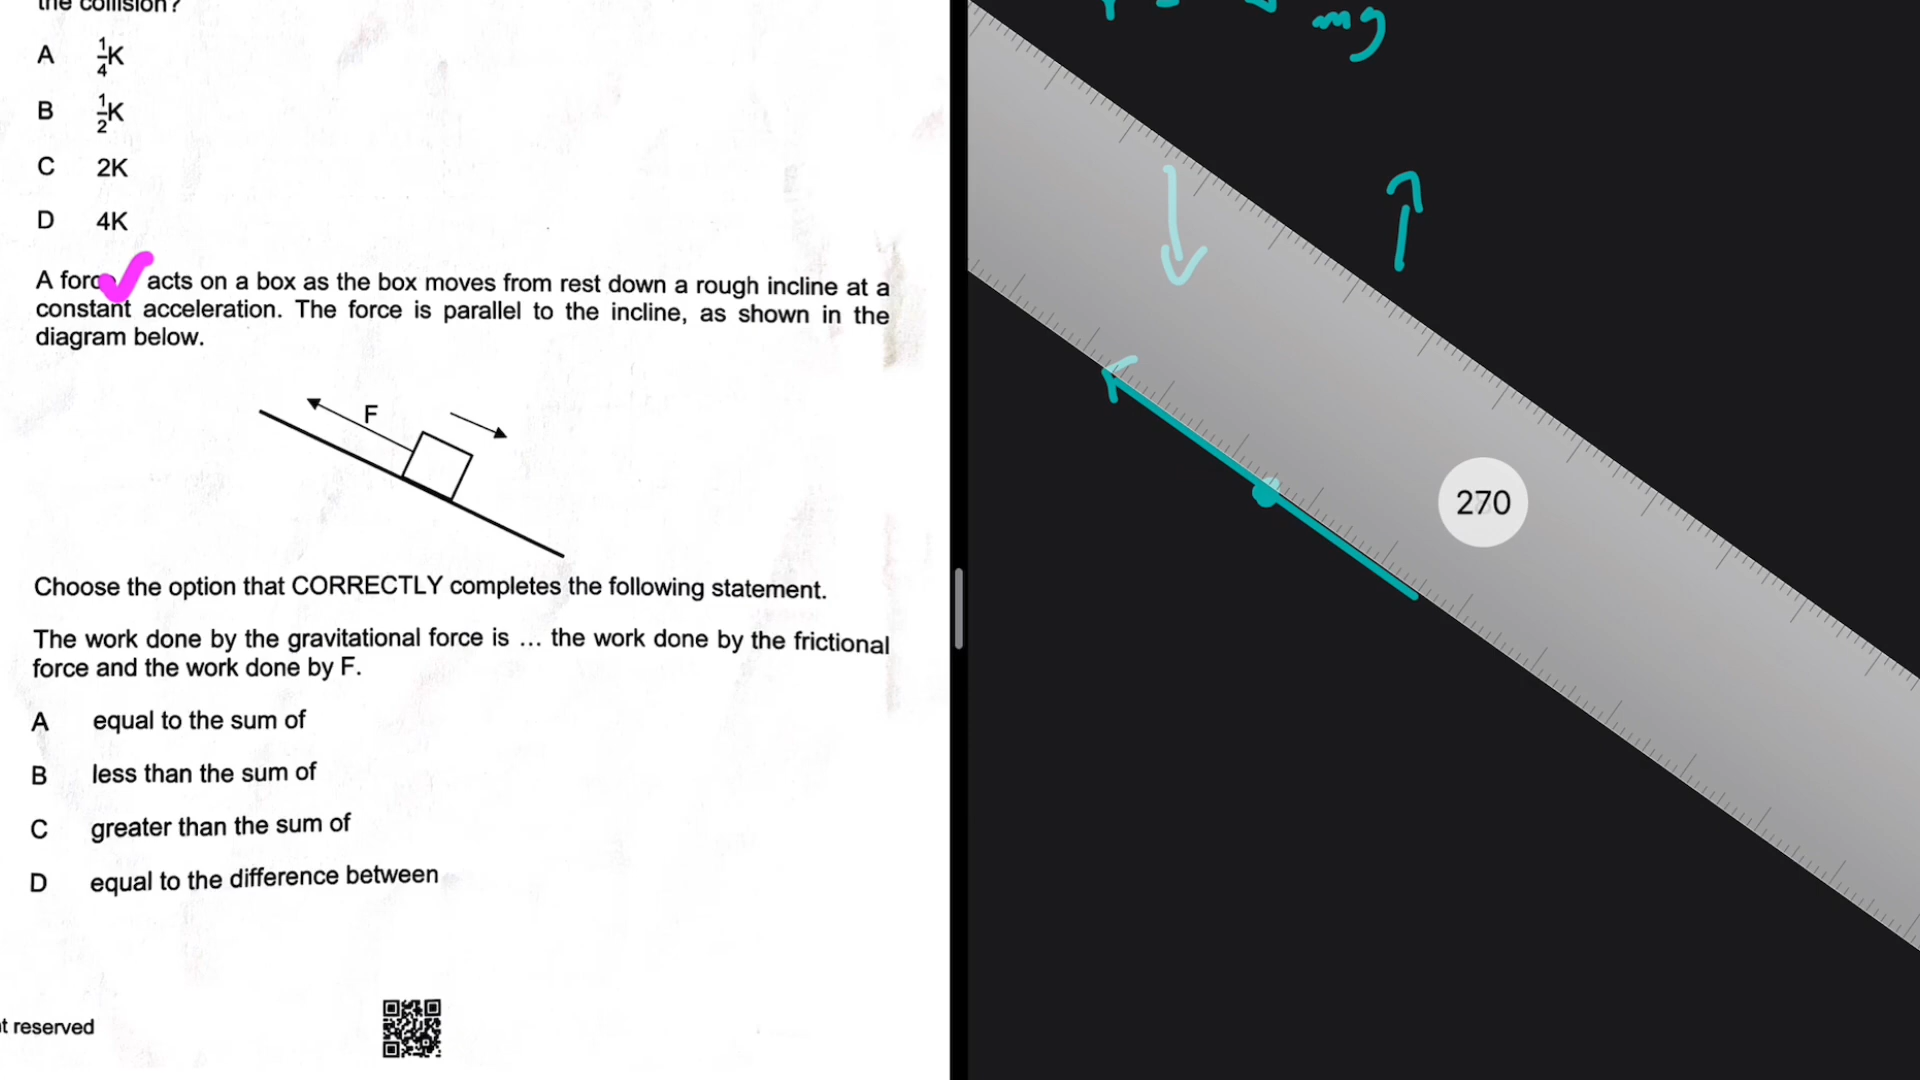 the collision?
A 1/4K
B 1/2K
C 2K
D 4K
A forc acts on a box as the box moves from rest down a rough incline at a
constant acceleration. The force is parallel to the incline, as shown in the
diagram below.
F
Choose the option that CORRECTLY completes the following statement.
The work done by the gravitational force is ... the work done by the frictional
force and the work done by F.
A equal to the sum of
B less than the sum of
C greater than the sum of
D equal to the difference between
t reserved
mg
270